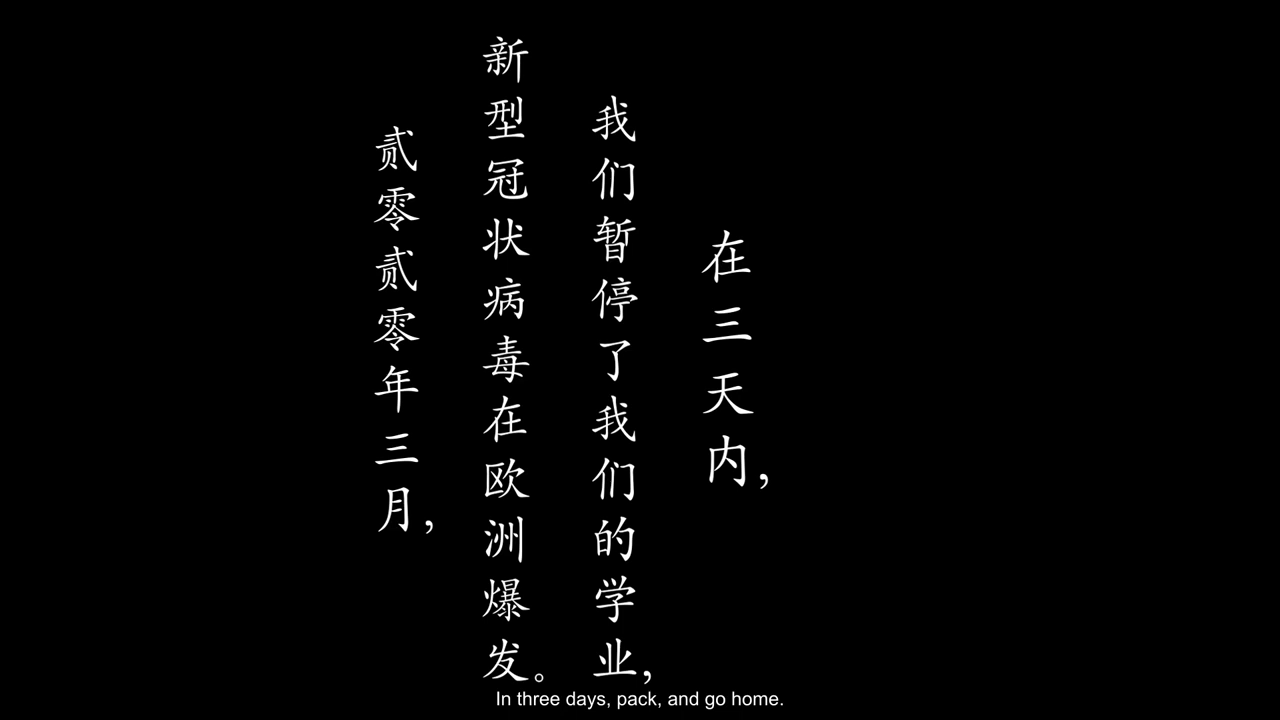 贰零贰零年三月,
新型冠状病毒在欧洲爆发。
我们暂停了我们的学业,
在三天内,
In three days, pack, and go home.